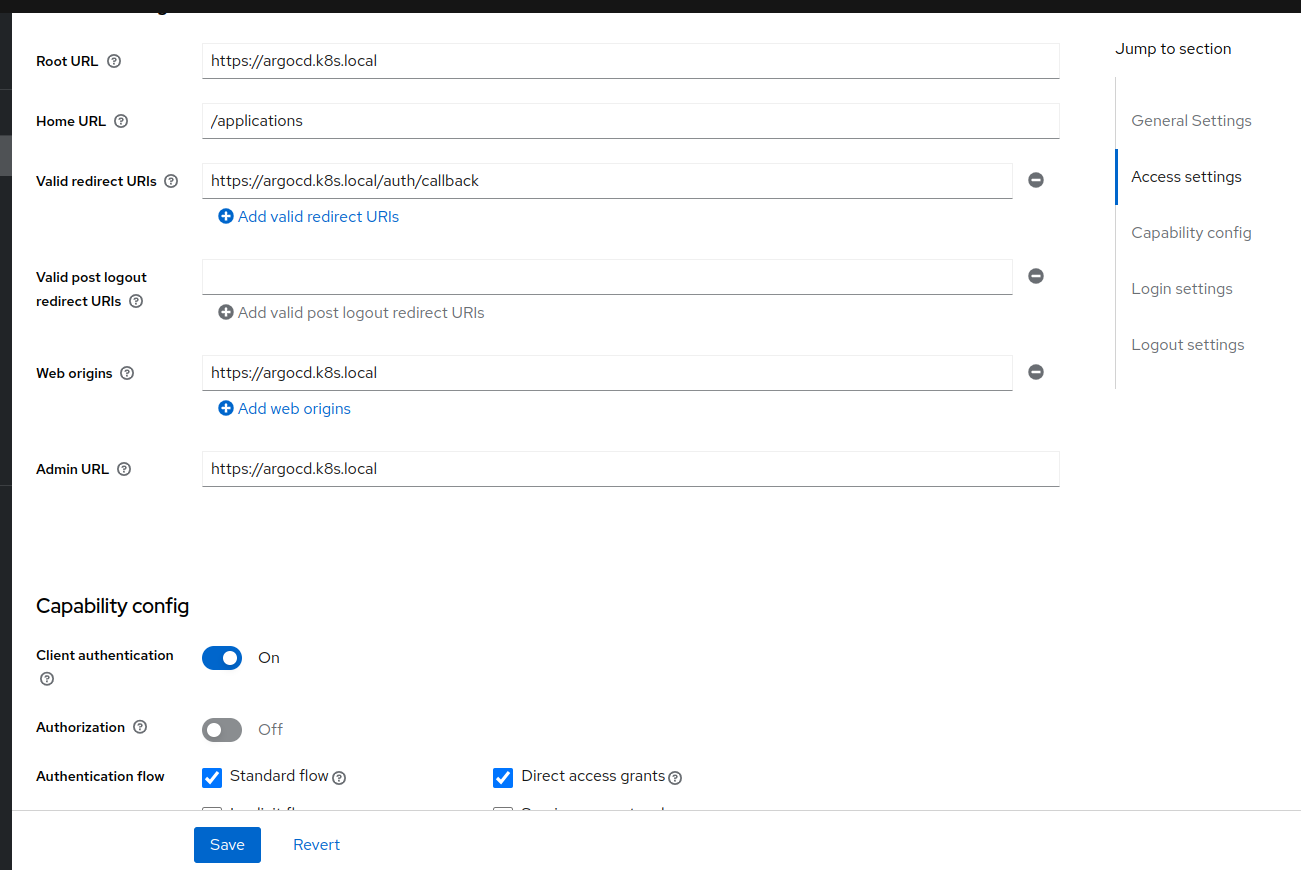 Root URL
https://argocd.k8s.local
Jump to section
Home URL
/applications
General Settings
Valid redirect URIs
https://argocd.k8s.local/auth/callback
Access settings
Add valid redirect URIs
Capability config
Valid post logout
redirect URIs
Login settings
Add valid post logout redirect URIs
Logout settings
Web origins
https://argocd.k8s.local
Add web origins
Admin URL
https://argocd.k8s.local
Capability config
Client authentication
On
Authorization
Off
Authentication flow
Standard flow
Direct access grants
Save
Revert